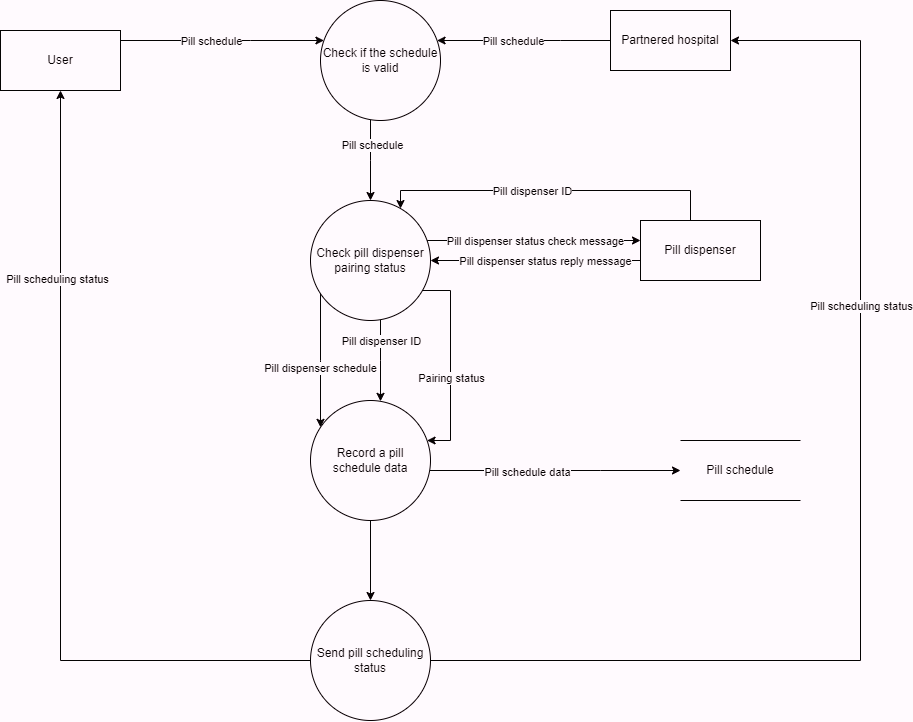 Pill schedule
Pill schedule
Partnered hospital
User
Check if the schedule
is valid
Pill schedule
Pill dispenser ID
Pill dispenser status check message
Check pill dispenser
pairing status
Pill dispenser
Pill dispenser status reply message
Pill scheduling status
Pill scheduling status
Pill dispenser ID
Pill dispenser schedule
Pairing status
Record a pill
schedule data
Pill schedule data
Pill schedule
Send pill scheduling
status